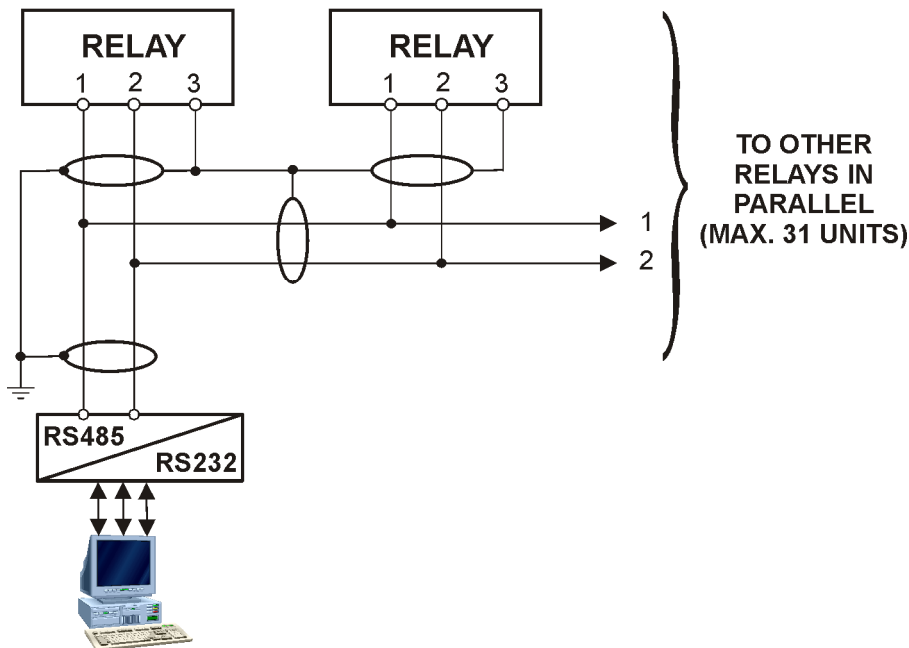 RELAY
1 2 3
RELAY
1 2 3
TO OTHER
RELAYS IN
PARALLEL
(MAX. 31 UNITS)
1
2
RS485
RS232